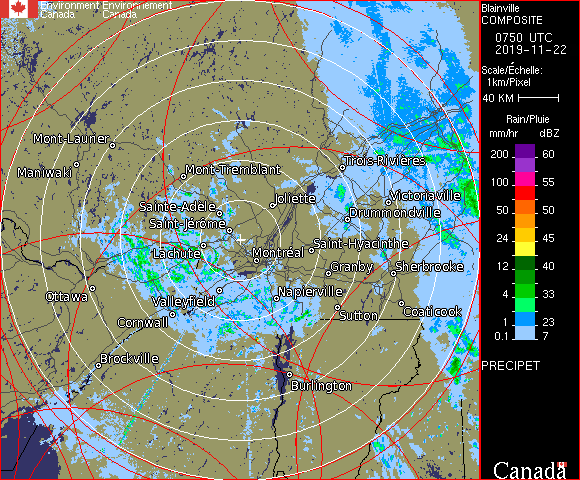 Environment Environnement
Canada Canada
Blainville
COMPOSITE
0750 UTC
2019-11-22
Scale/Échelle:
1km/Pixel
40 KM
Rain/Pluie
mm/hr dBZ
200 60
100 55
50 50
24 45
12 40
4 33
1 23
0.1 7
PRECIPET
Mont-Laurier
Maniwaki
Mont-Tremblant
Trois-Rivières
Sainte-Adèle
Joliette
Victoriaville
Saint-Jérôme
Drummondville
Lachute
Montréal
Saint-Hyacinthe
Granby
Sherbrooke
Ottawa
Valleyfield
Napierville
Cornwall
Sutton
Coaticook
Brockville
Burlington
Canada